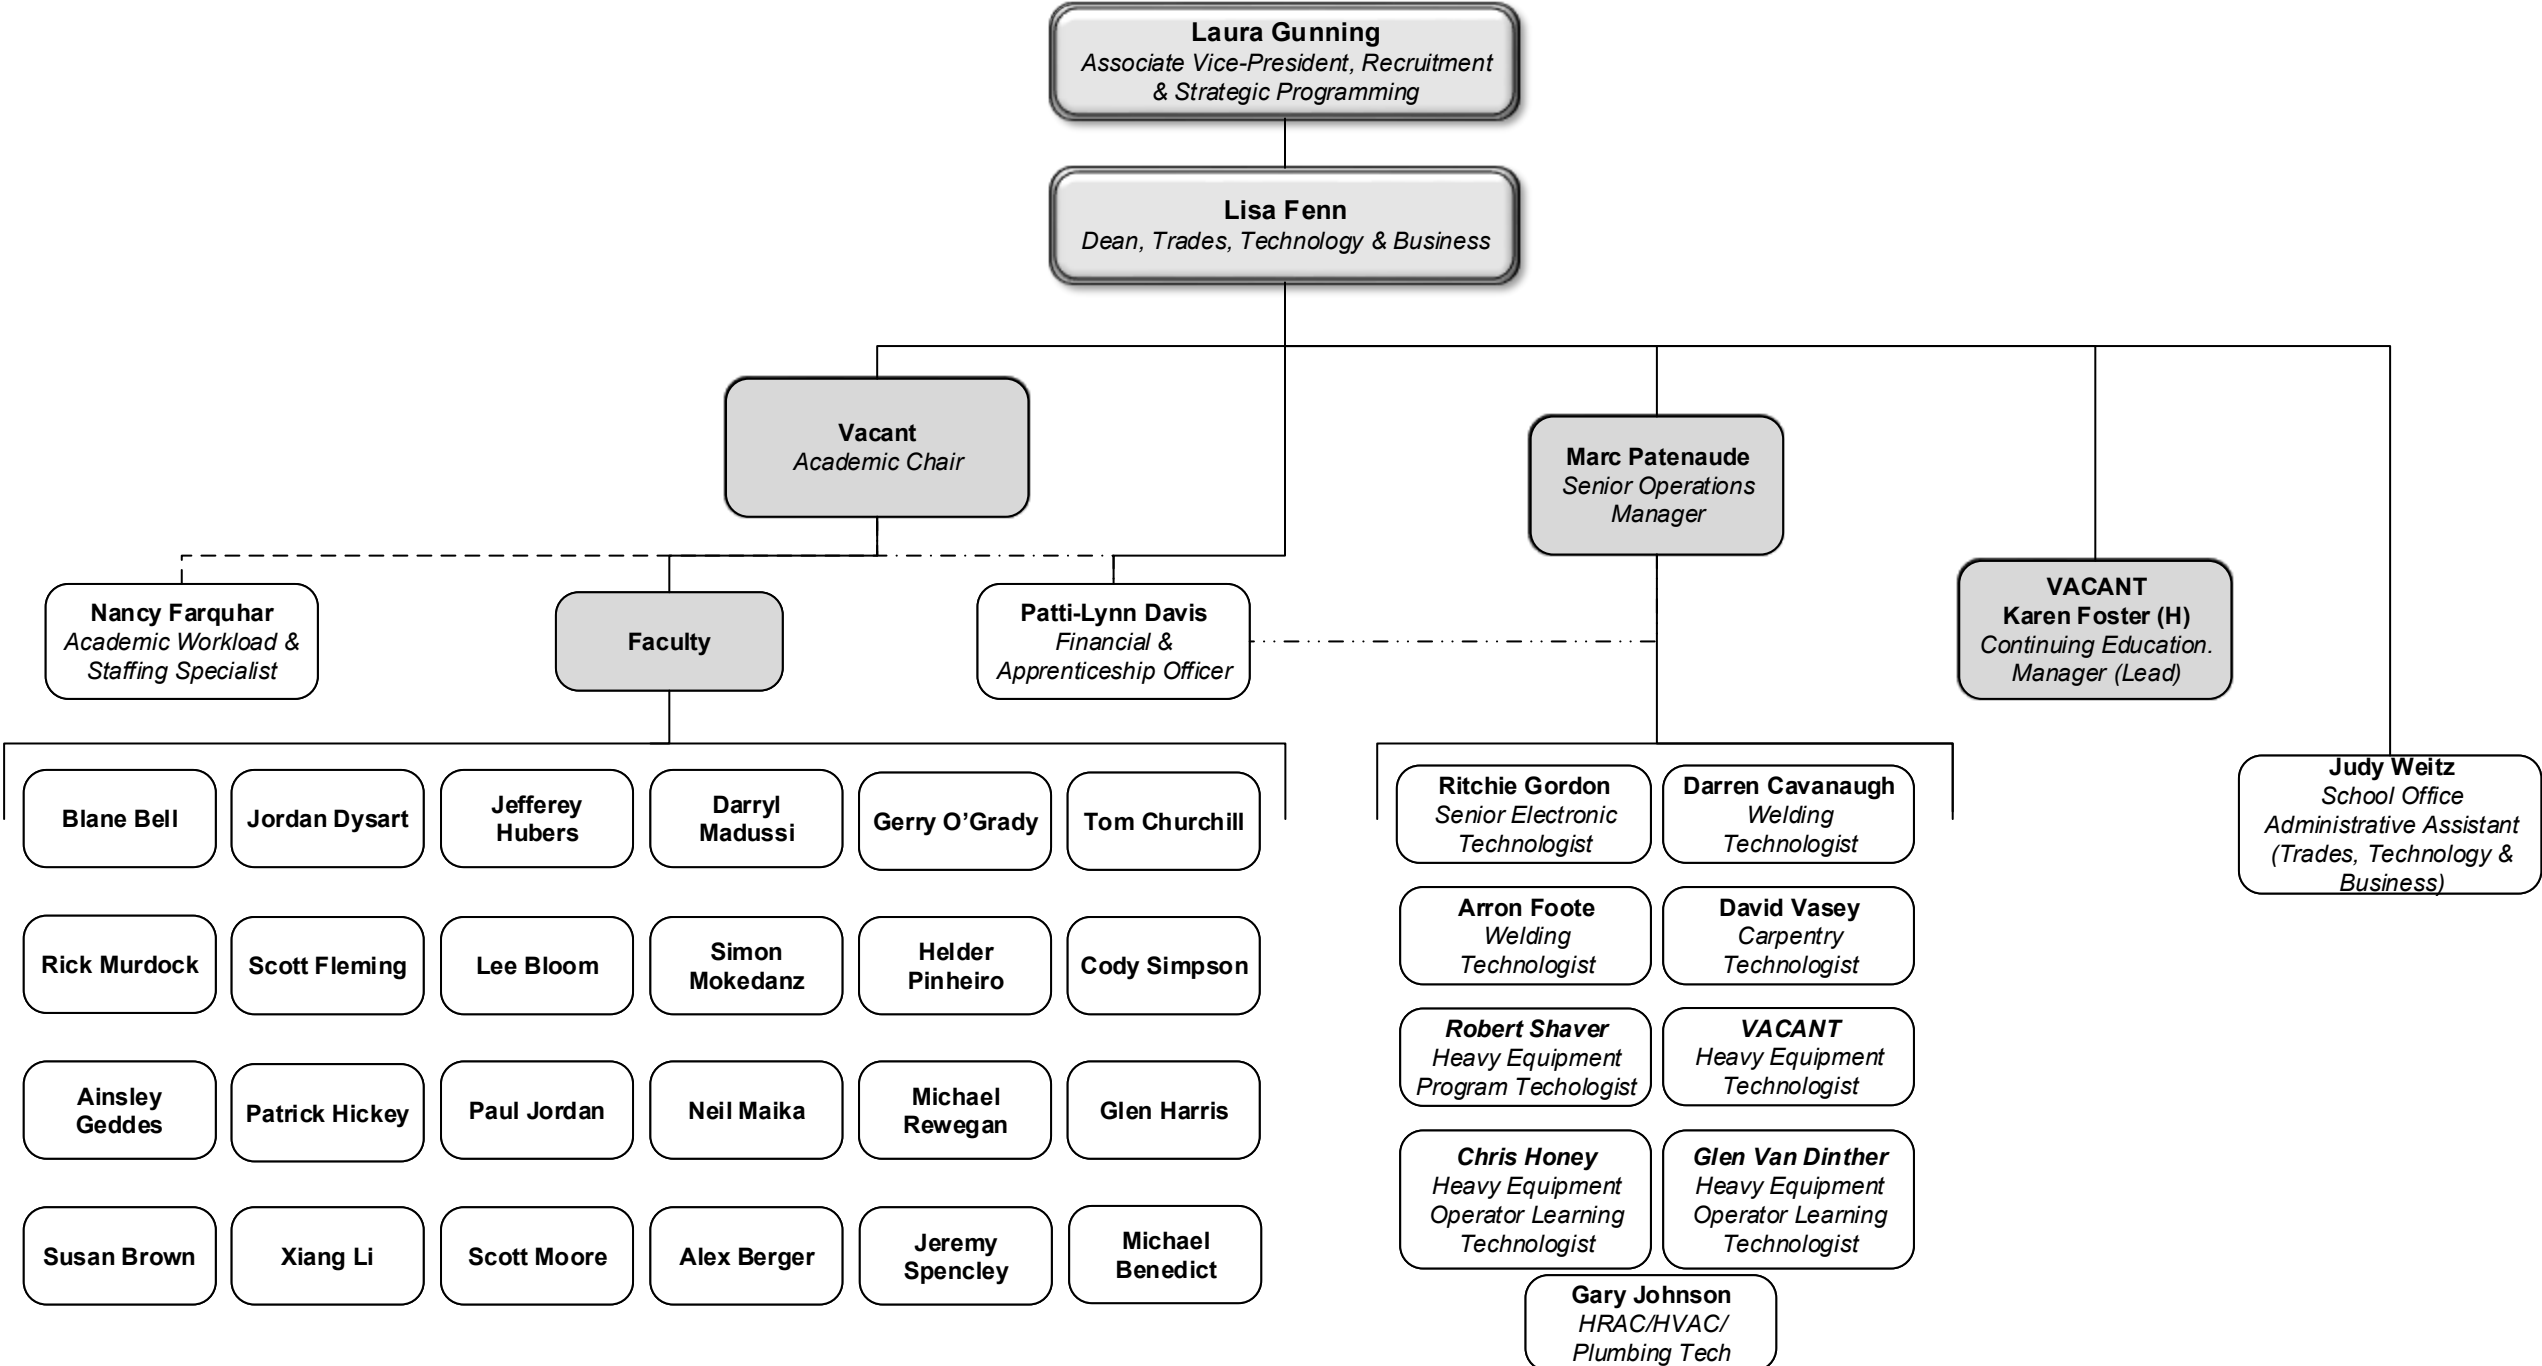 Laura Gunning
Associate Vice-President, Recruitment
& Strategic Programming
Lisa Fenn
Dean, Trades, Technology & Business
Vacant
Academic Chair
Marc Patenaude
Senior Operations
Manager
Nancy Farquhar
Academic Workload &
Staffing Specialist
Faculty
Patti-Lynn Davis
Financial &
Apprenticeship Officer
VACANT
Karen Foster (H)
Continuing Education.
Manager (Lead)
Judy Weitz
School Office
Administrative Assistant
(Trades, Technology &
Business)
Blane Bell
Jordan Dysart
Jefferey
Hubers
Darryl
Madussi
Gerry O’Grady
Tom Churchill
Rick Murdock
Scott Fleming
Lee Bloom
Simon
Mokedanz
Helder
Pinheiro
Cody Simpson
Ainsley
Geddes
Patrick Hickey
Paul Jordan
Neil Maika
Michael
Rewegan
Glen Harris
Susan Brown
Xiang Li
Scott Moore
Alex Berger
Jeremy
Spencley
Michael
Benedict
Ritchie Gordon
Senior Electronic
Technologist
Darren Cavanaugh
Welding
Technologist
Arron Foote
Welding
Technologist
David Vasey
Carpentry
Technologist
Robert Shaver
Heavy Equipment
Program Techologist
VACANT
Heavy Equipment
Technologist
Chris Honey
Heavy Equipment
Operator Learning
Technologist
Glen Van Dinther
Heavy Equipment
Operator Learning
Technologist
Gary Johnson
HRAC/HVAC/
Plumbing Tech